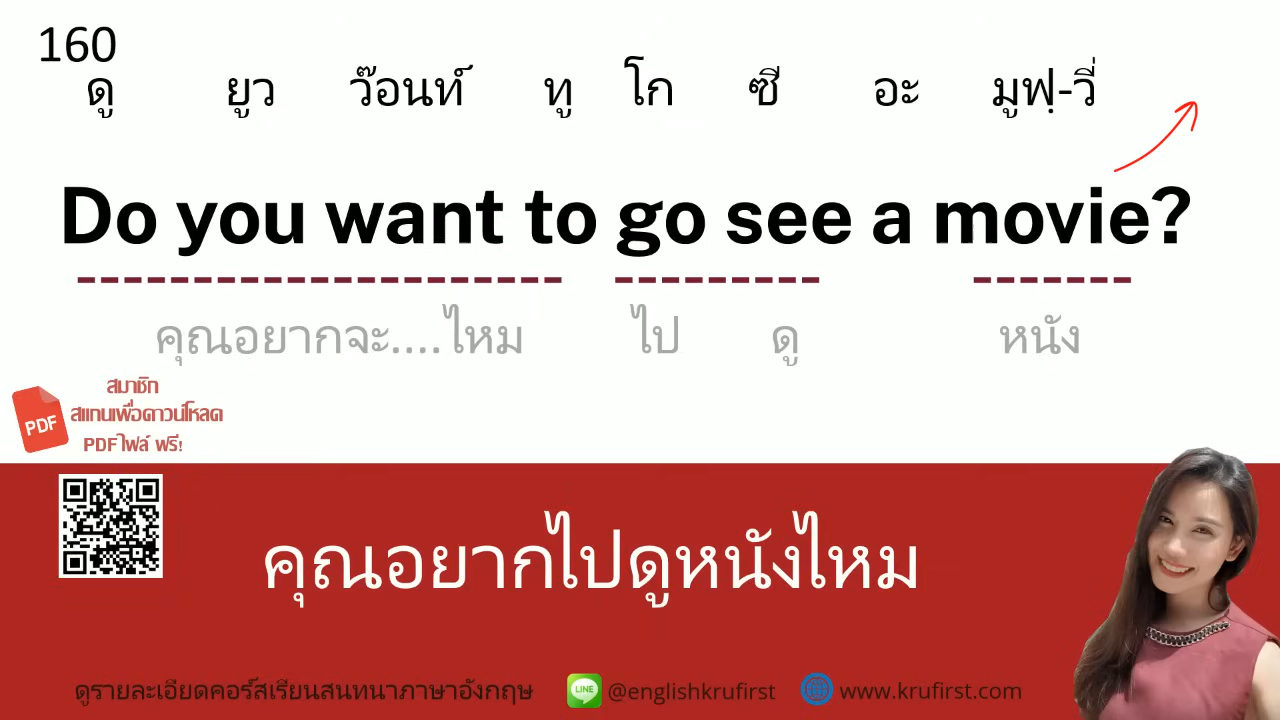 160
ดู ยูว ว๊อนท์ ทู โก ซี อะ มูฟฺ-วี่
Do you want to go see a movie?
คุณอยากจะ....ไหม ไป ดู หนัง
สมาชิก
สแกนเพื่อดาวน์โหลด
PDF ไฟล์ ฟรี!
PDF
คุณอยากไปดูหนังไหม
ดูรายละเอียดคอร์สเรียนสนทนาภาษาอังกฤษ LINE @englishkrufirst www.krufirst.com